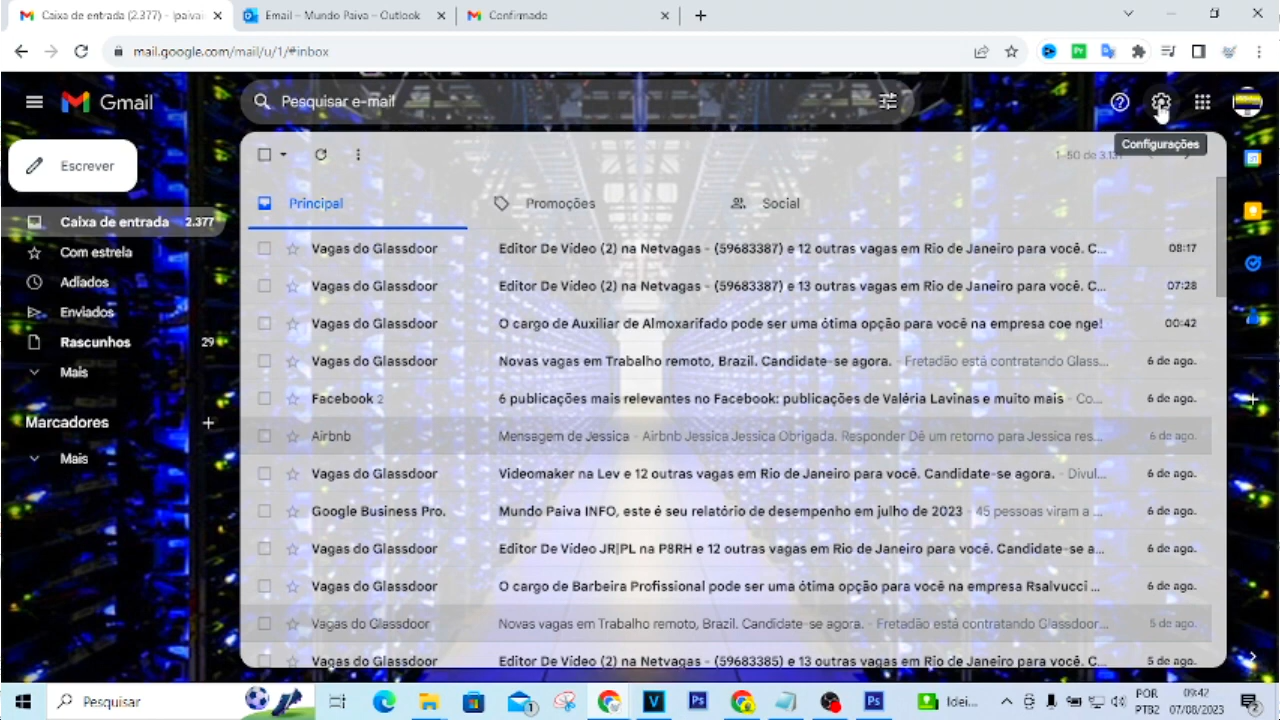 Caixa de entrada (2.377) - lpaiva
Email – Mundo Paiva – Outlook
Confirmado
mail.google.com/mail/u/1/#inbox
Gmail
Pesquisar e-mail
Configurações
Escrever
1-50 de 3.131
Principal
Promoções
Social
Caixa de entrada 2.377
Com estrela
Adiados
Enviados
Rascunhos 29
Mais
Marcadores
Mais
Vagas do Glassdoor Editor De Vídeo (2) na Netvagas - (59683387) e 12 outras vagas em Rio de Janeiro para você. C... 08:17
Vagas do Glassdoor Editor De Vídeo (2) na Netvagas - (59683387) e 13 outras vagas em Rio de Janeiro para você. C... 07:28
Vagas do Glassdoor O cargo de Auxiliar de Almoxarifado pode ser uma ótima opção para você na empresa coe nge! 00:42
Vagas do Glassdoor Novas vagas em Trabalho remoto, Brazil. Candidate-se agora. - Fretadão está contratando Glass... 6 de ago.
Facebook 2 6 publicações mais relevantes no Facebook: publicações de Valéria Lavinas e muito mais - Co... 6 de ago.
Airbnb Mensagem de Jessica - Airbnb Jessica Jessica Obrigada. Responder Dê um retorno para Jessica res... 6 de ago.
Vagas do Glassdoor Videomaker na Lev e 12 outras vagas em Rio de Janeiro para você. Candidate-se agora. - Divul... 6 de ago.
Google Business Pro. Mundo Paiva INFO, este é seu relatório de desempenho em julho de 2023 - 45 pessoas viram a ... 6 de ago.
Vagas do Glassdoor Editor De Vídeo JR|PL na P8RH e 12 outras vagas em Rio de Janeiro para você. Candidate-se a... 6 de ago.
Vagas do Glassdoor O cargo de Barbeira Profissional pode ser uma ótima opção para você na empresa Rsalvucci ... 6 de ago.
Vagas do Glassdoor Novas vagas em Trabalho remoto, Brazil. Candidate-se agora. - Fretadão está contratando Glassdoor... 5 de ago.
Vagas do Glassdoor Editor De Vídeo (2) na Netvagas - (59683385) e 13 outras vagas em Rio de Janeiro para você. C... 5 de ago.
Pesquisar
Idei...
POR 09:42
PTB2 07/08/2023